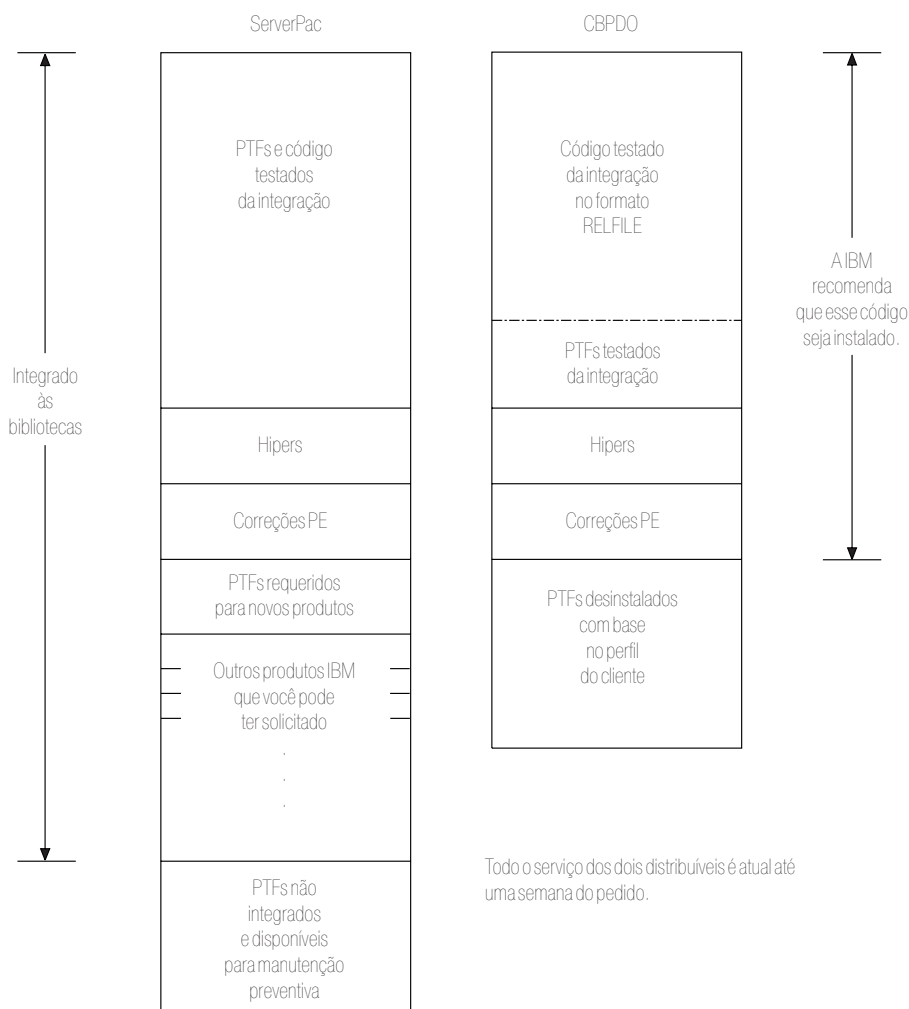 ServerPac
CBPDO
PTFs e código
testados
da integração
Código testado
da integração
no formato
RELFILE
A IBM
recomenda
que esse código
seja instalado.
PTFs testados
da integração
Integrado
às
bibliotecas
Hipers
Hipers
Correções PE
Correções PE
PTFs requeridos
para novos produtos
PTFs desinstalados
com base
no perfil
do cliente
Outros produtos IBM
que você pode
ter solicitado
.
.
.
Todo o serviço dos dois distribuíveis é atual até
uma semana do pedido.
PTFs não
integrados
e disponíveis
para manutenção
preventiva